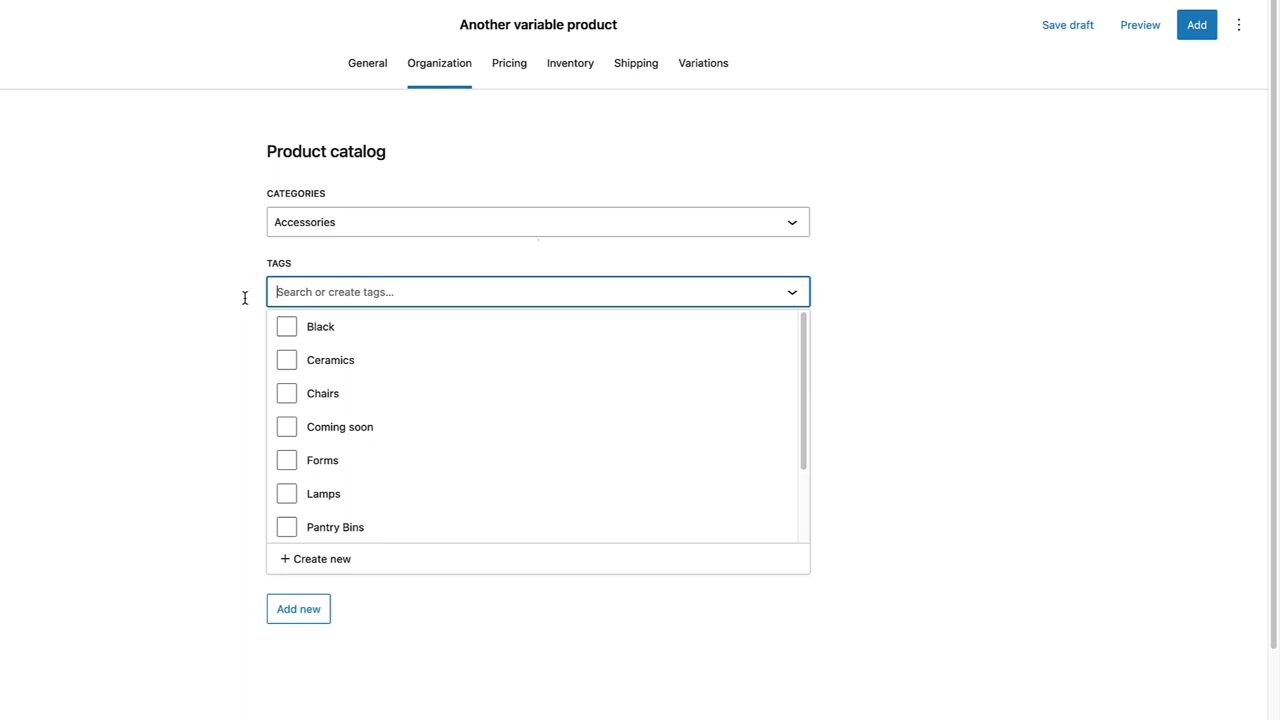 Another variable product
Save draft
Preview
Add
General
Organization
Pricing
Inventory
Shipping
Variations
Product catalog
CATEGORIES
Accessories
TAGS
Search or create tags...
Black
Ceramics
Chairs
Coming soon
Forms
Lamps
Pantry Bins
+ Create new
Add new